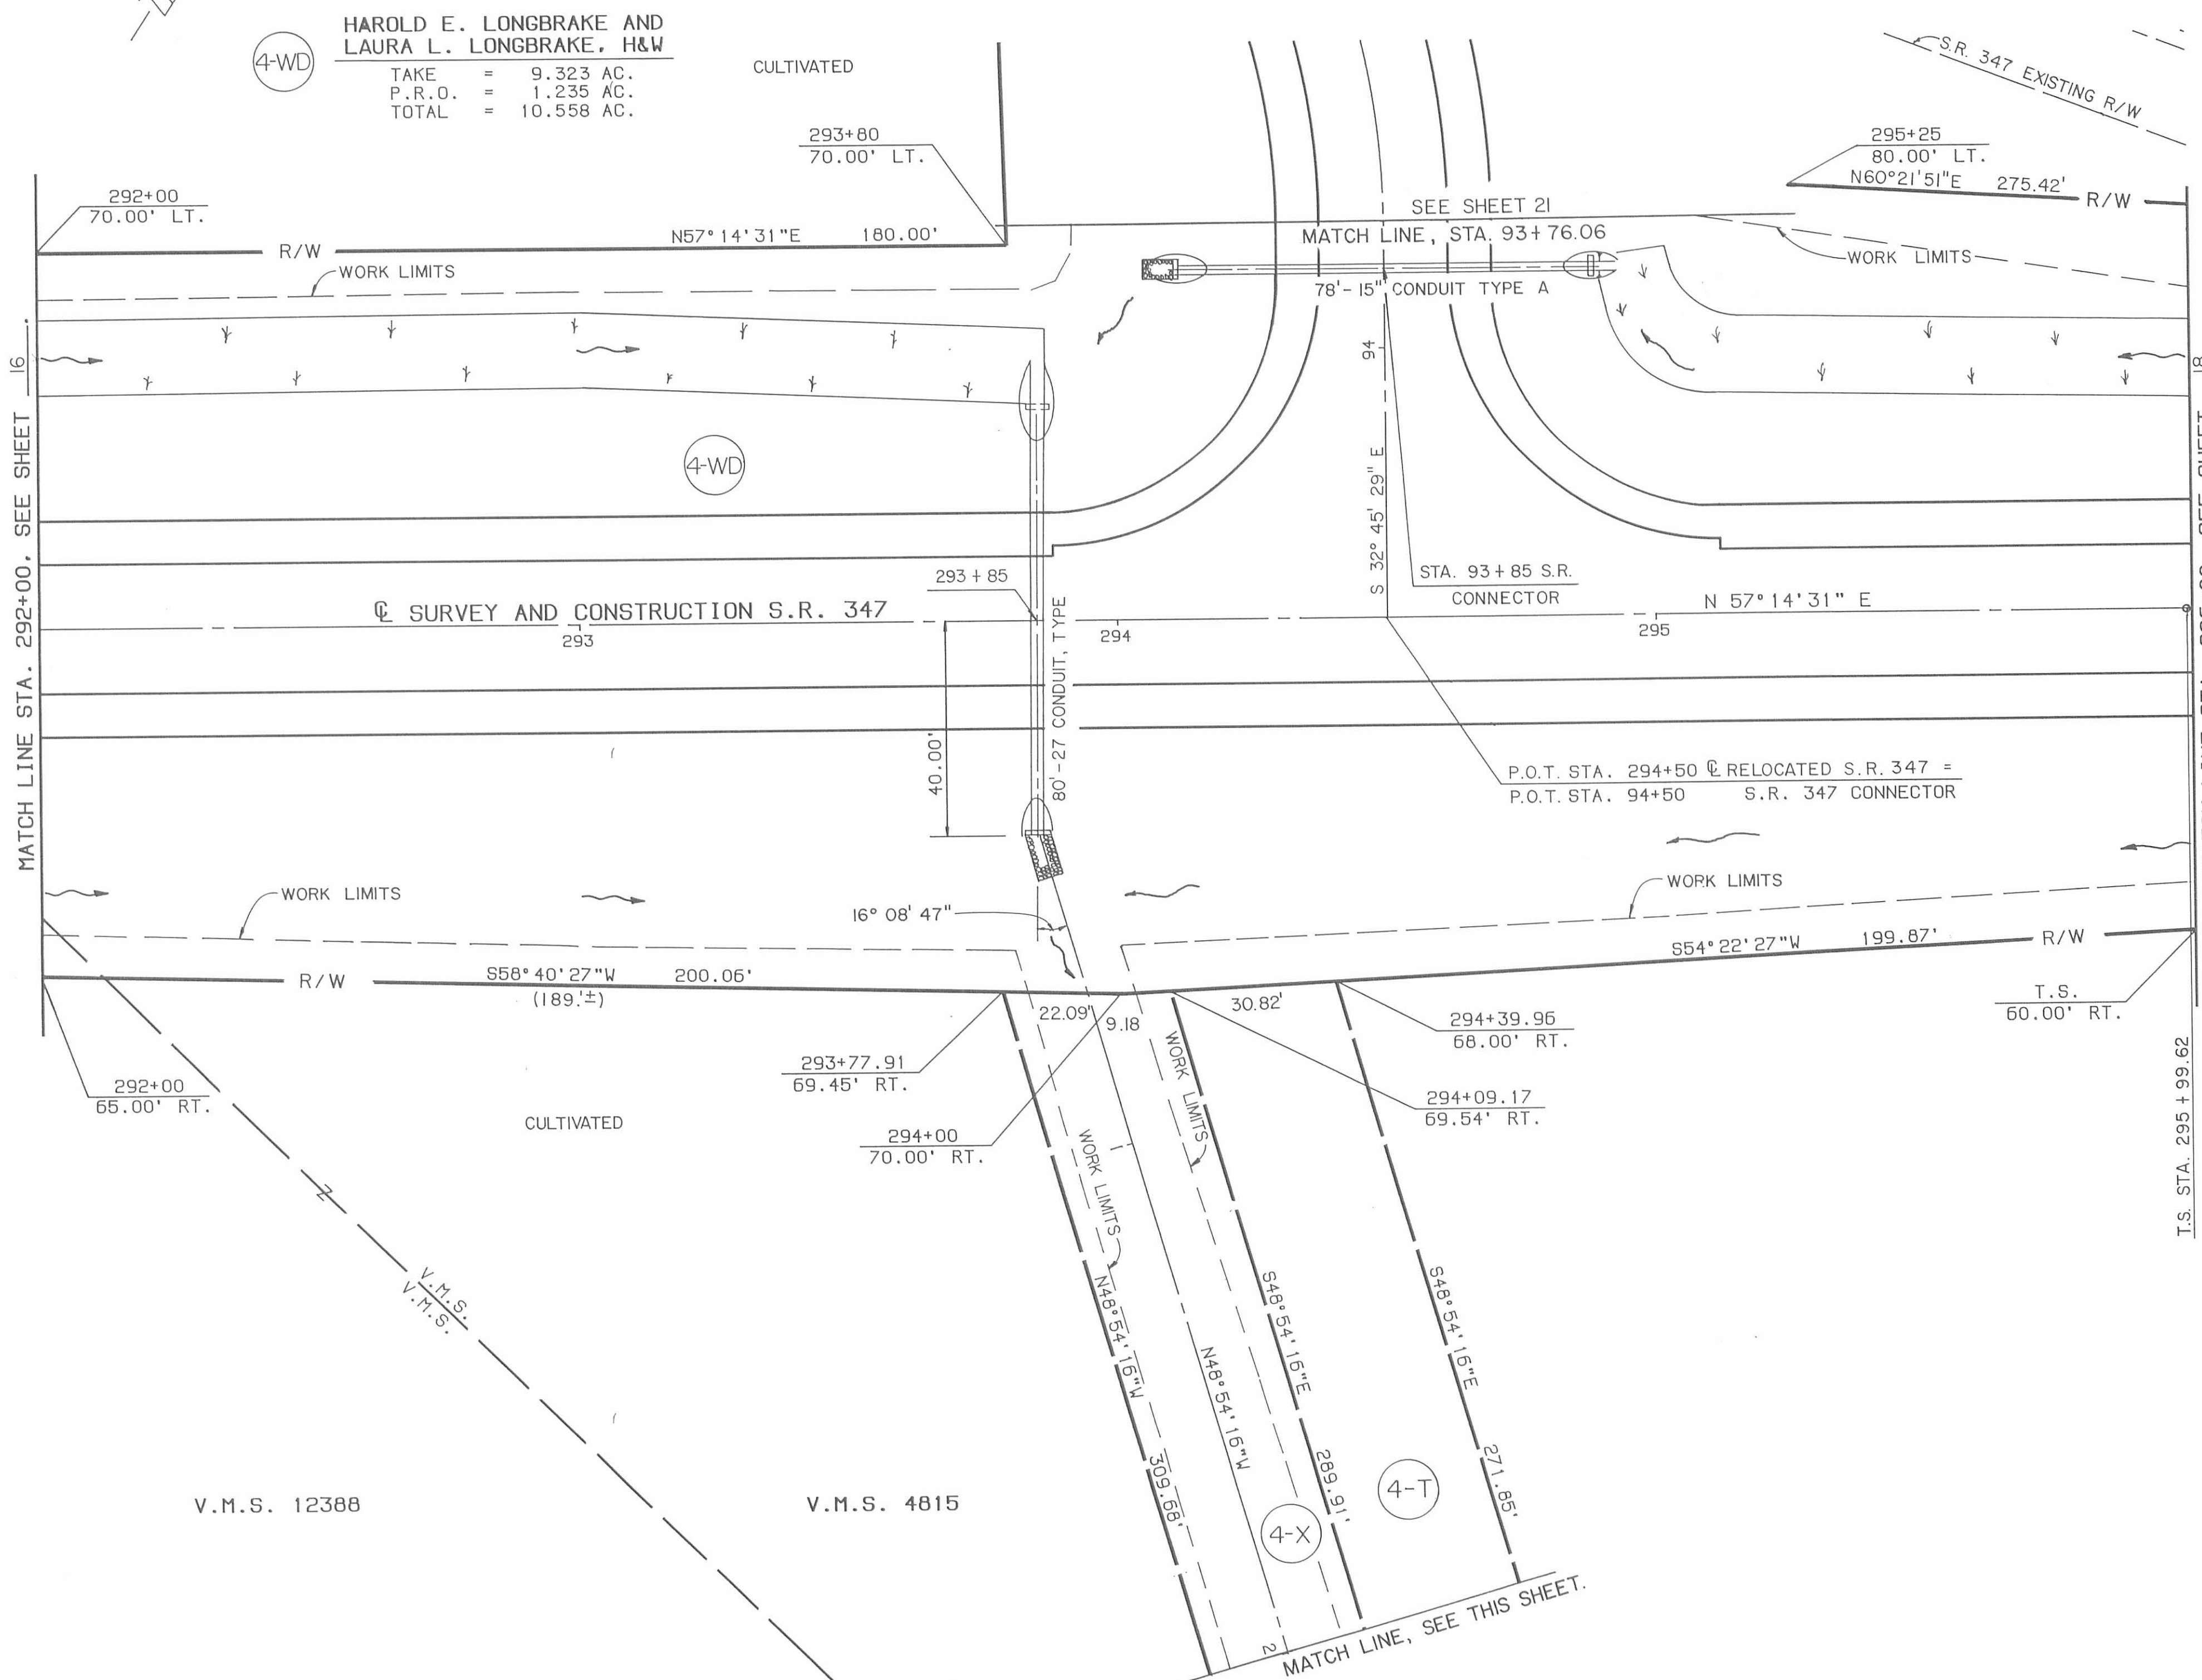 HAROLD E. LONGBRAKE AND
LAURA L. LONGBRAKE, H&W
4-WD
TAKE = 9.323 AC.
P.R.O. = 1.235 AC.
TOTAL = 10.558 AC.
CULTIVATED
S.R. 347 EXISTING R/W
293+80
70.00' LT.
295+25
80.00' LT.
N60°21'51"E 275.42' R/W
292+00
70.00' LT.
SEE SHEET 21
MATCH LINE, STA. 93+76.06
R/W N57°14'31"E 180.00'
WORK LIMITS
WORK LIMITS
78'-15" CONDUIT TYPE A
94
MATCH LINE STA. 292+00, SEE SHEET 16
4-WD
S 32° 45' 29" E
293+85
STA. 93+85 S.R.
CONNECTOR
℄ SURVEY AND CONSTRUCTION S.R. 347
N 57°14'31" E
293
294
295
80'-27 CONDUIT, TYPE
40.00'
P.O.T. STA. 294+50 ℄ RELOCATED S.R. 347 =
P.O.T. STA. 94+50 S.R. 347 CONNECTOR
WORK LIMITS
WORK LIMITS
16° 08' 47"
S54°22'27"W 199.87' R/W
R/W S58°40'27"W 200.06'
(189.'±)
22.09'
9.18
30.82'
T.S.
60.00' RT.
294+39.96
68.00' RT.
293+77.91
69.45' RT.
292+00
65.00' RT.
294+09.17
69.54' RT.
CULTIVATED
294+00
70.00' RT.
T.S. STA. 295+99.62
WORK LIMITS
WORK LIMITS
V.M.S.
V.M.S.
N48°54'16"W 309.68'
N48°54'16"W
S48°54'16"E 289.91'
S48°54'16"E 271.85'
V.M.S. 12388
V.M.S. 4815
4-T
4-X
2
MATCH LINE, SEE THIS SHEET.